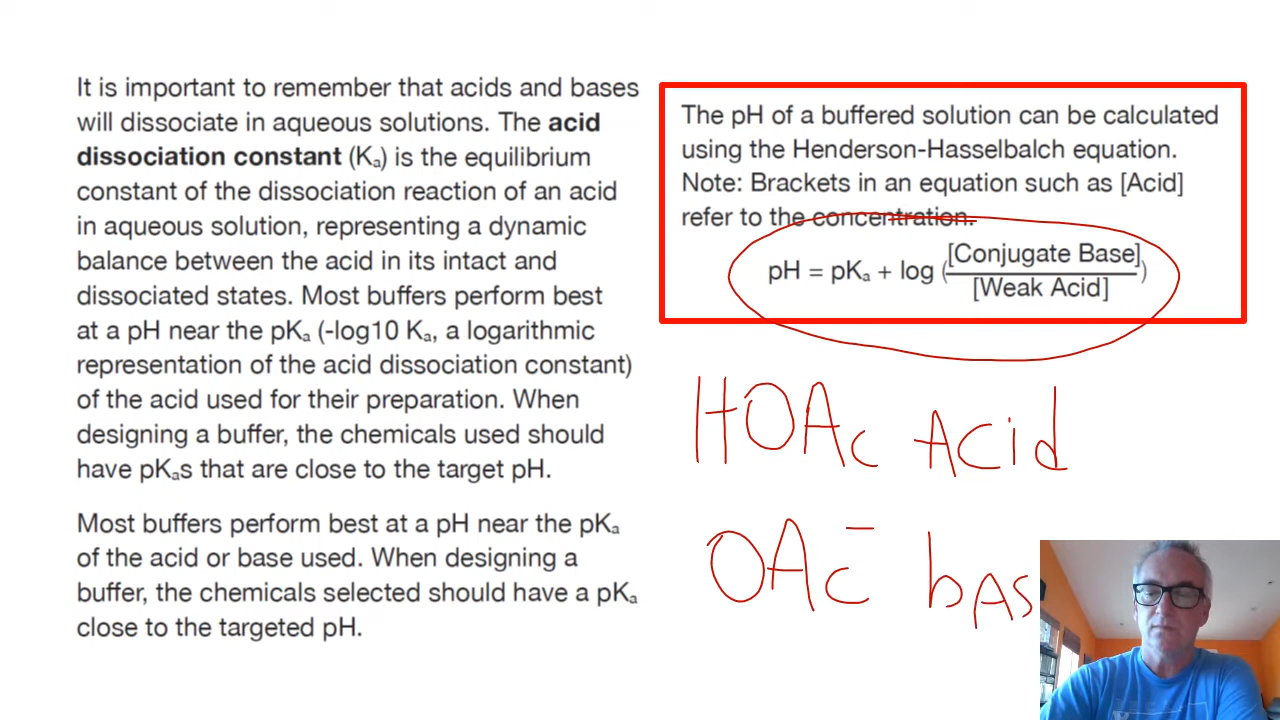 It is important to remember that acids and bases
will dissociate in aqueous solutions. The acid
dissociation constant (Kₐ) is the equilibrium
constant of the dissociation reaction of an acid
in aqueous solution, representing a dynamic
balance between the acid in its intact and
dissociated states. Most buffers perform best
at a pH near the pKₐ (-log10 Kₐ, a logarithmic
representation of the acid dissociation constant)
of the acid used for their preparation. When
designing a buffer, the chemicals used should
have pKₐs that are close to the target pH.
Most buffers perform best at a pH near the pKₐ
of the acid or base used. When designing a
buffer, the chemicals selected should have a pKₐ
close to the targeted pH.
The pH of a buffered solution can be calculated
using the Henderson-Hasselbalch equation.
Note: Brackets in an equation such as [Acid]
refer to the concentration.
pH = pKₐ + log ([Conjugate Base]/[Weak Acid])
HOAc Acid
OAc⁻ bas